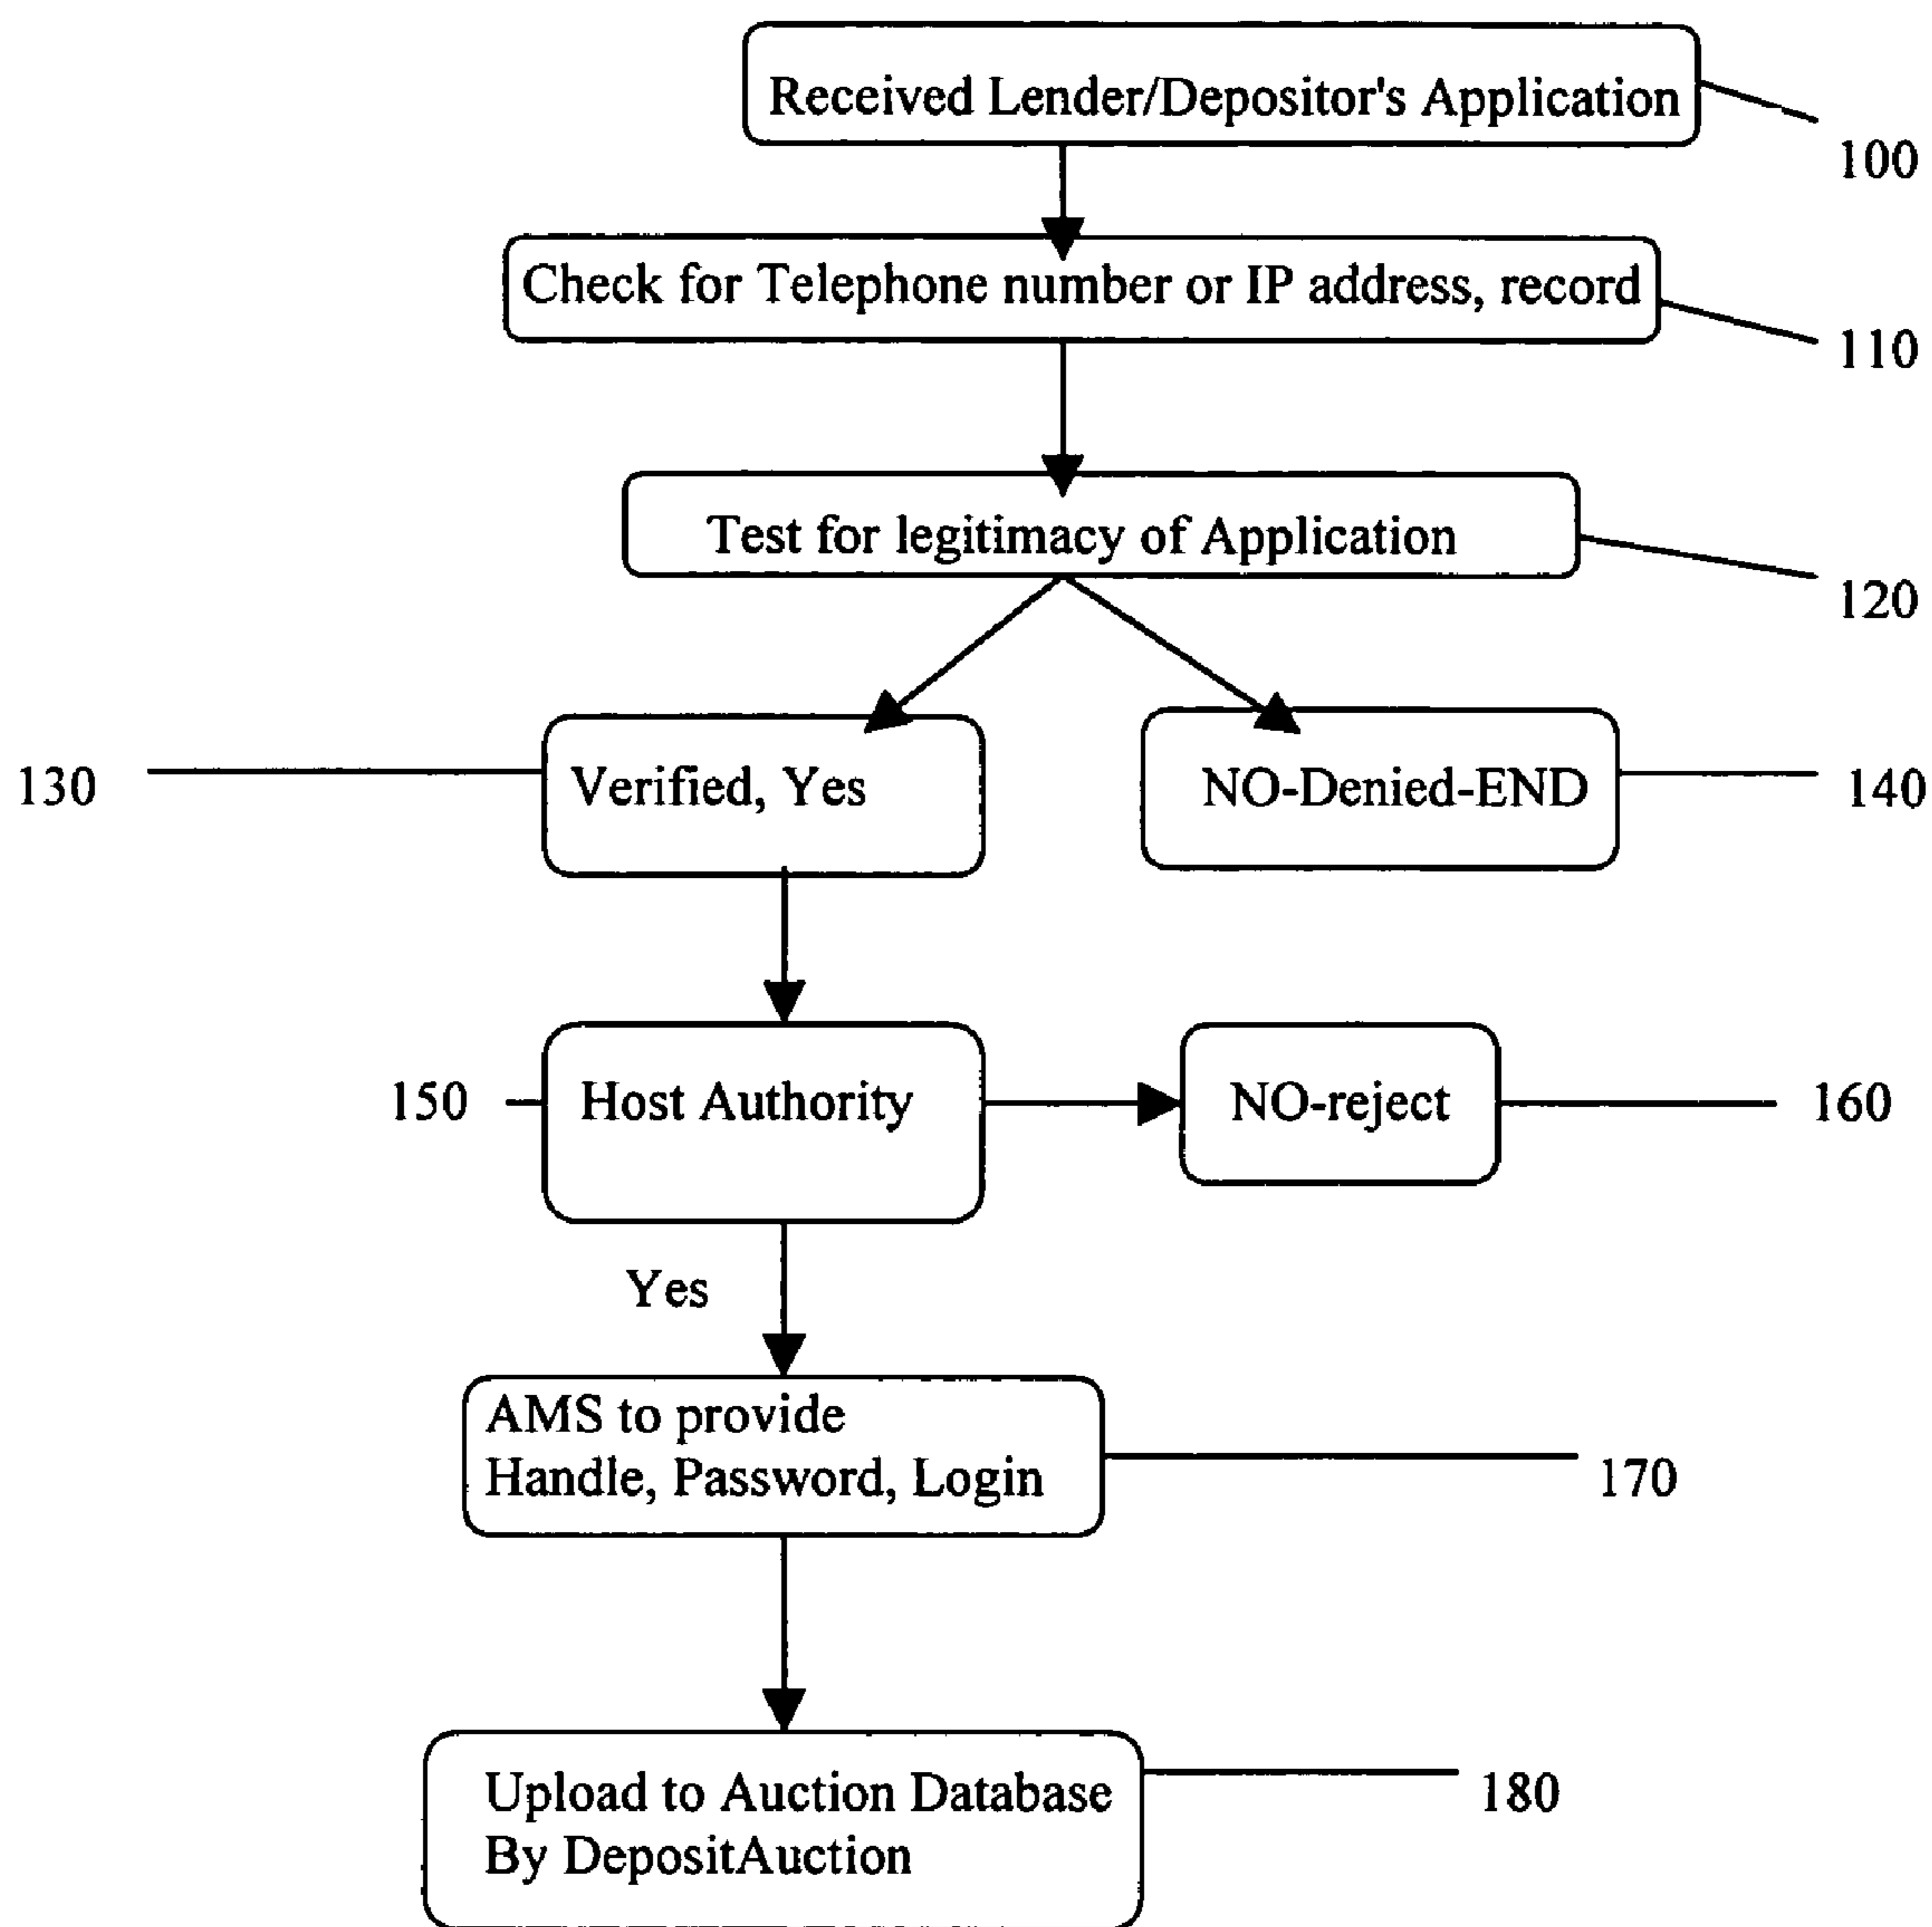 Received Lender/Depositor's Application
100
Check for Telephone number or IP address, record
110
Test for legitimacy of Application
120
130
Verified, Yes
NO-Denied-END
140
150
Host Authority
NO-reject
160
Yes
AMS to provide
Handle, Password, Login
170
Upload to Auction Database
By DepositAuction
180